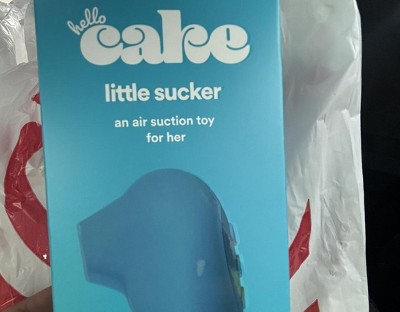 hello
cake
little sucker
an air suction toy
for her